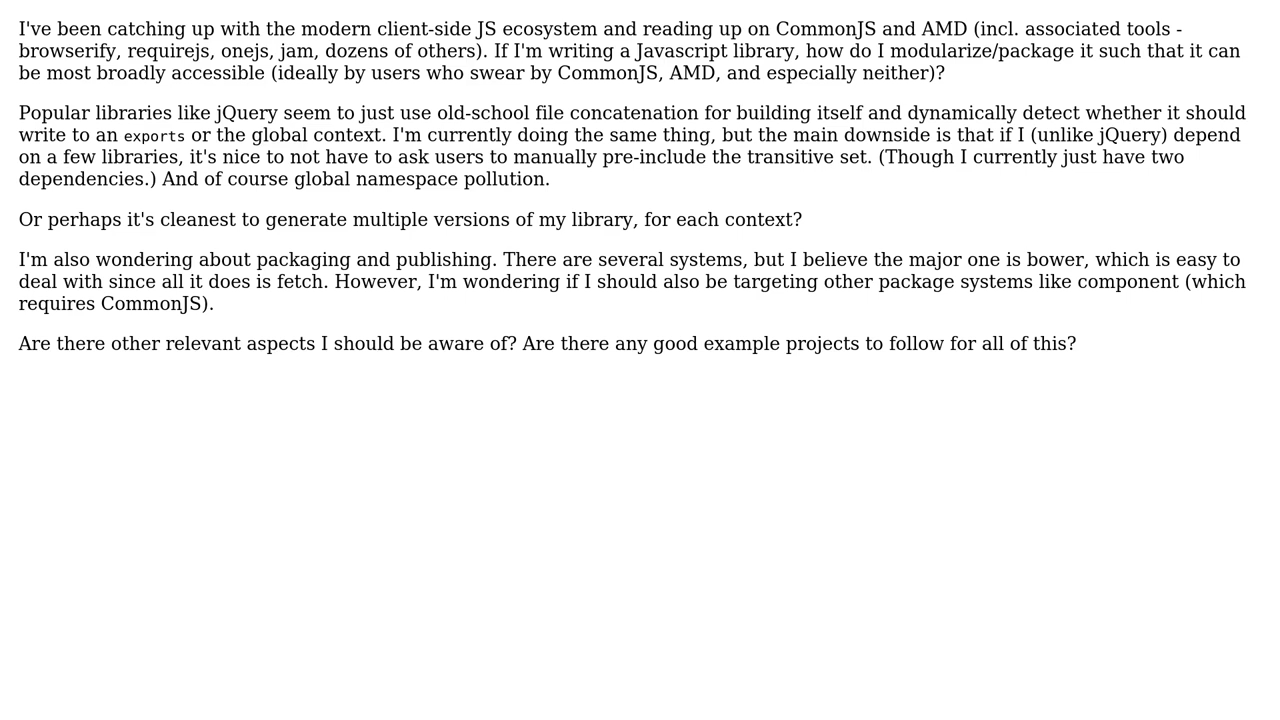 I've been catching up with the modern client-side JS ecosystem and reading up on CommonJS and AMD (incl. associated tools -
browserify, requirejs, onejs, jam, dozens of others). If I'm writing a Javascript library, how do I modularize/package it such that it can
be most broadly accessible (ideally by users who swear by CommonJS, AMD, and especially neither)?
Popular libraries like jQuery seem to just use old-school file concatenation for building itself and dynamically detect whether it should
write to an exports or the global context. I'm currently doing the same thing, but the main downside is that if I (unlike jQuery) depend
on a few libraries, it's nice to not have to ask users to manually pre-include the transitive set. (Though I currently just have two
dependencies.) And of course global namespace pollution.
Or perhaps it's cleanest to generate multiple versions of my library, for each context?
I'm also wondering about packaging and publishing. There are several systems, but I believe the major one is bower, which is easy to
deal with since all it does is fetch. However, I'm wondering if I should also be targeting other package systems like component (which
requires CommonJS).
Are there other relevant aspects I should be aware of? Are there any good example projects to follow for all of this?